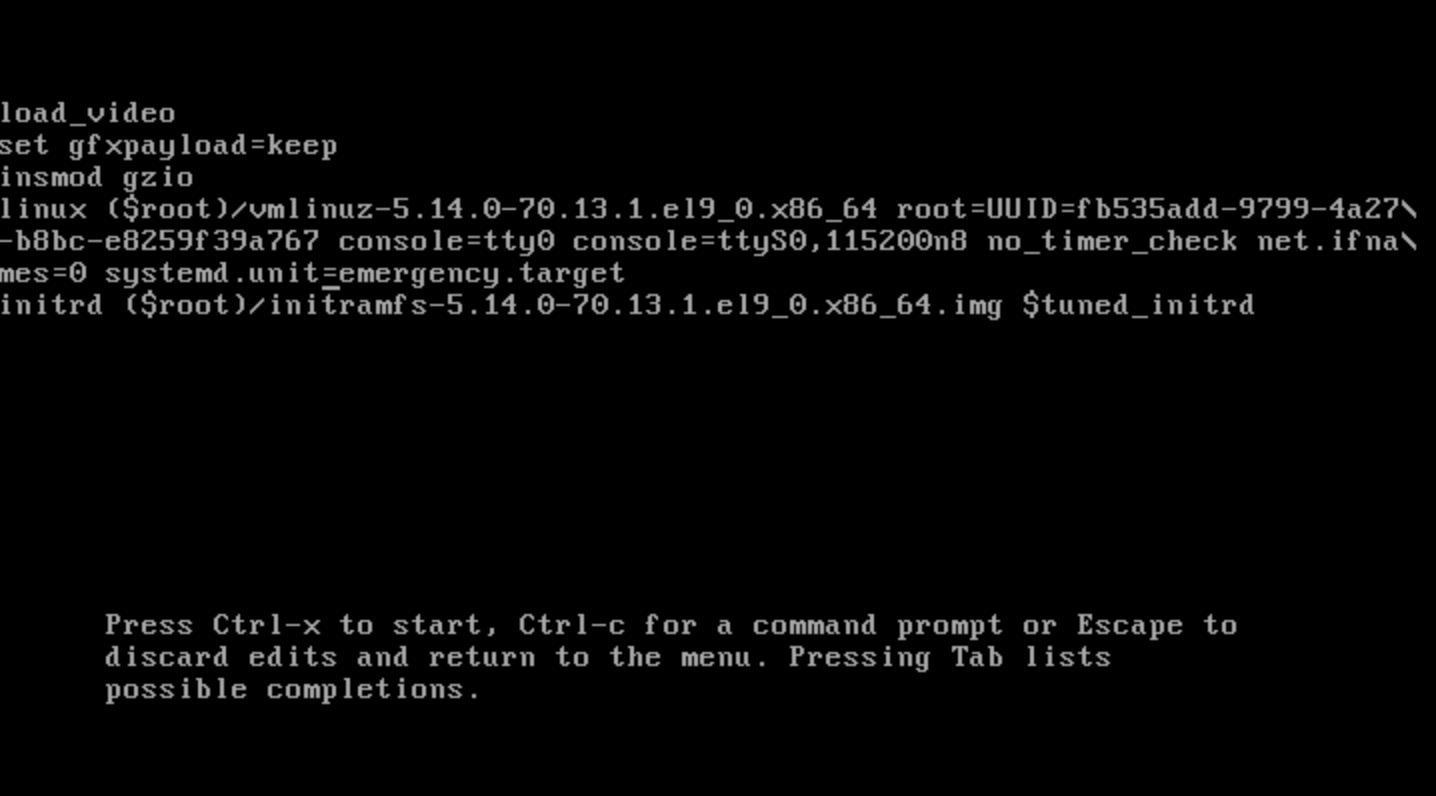 load_video
set gfxpayload=keep
insmod gzio
linux ($root)/vmlinuz-5.14.0-70.13.1.el9_0.x86_64 root=UUID=fb535add-9799-4a27\
-b8bc-e8259f39a767 console=tty0 console=ttyS0,115200n8 no_timer_check net.ifna\
mes=0 systemd.unit=emergency.target
initrd ($root)/initramfs-5.14.0-70.13.1.el9_0.x86_64.img $tuned_initrd
Press Ctrl-x to start, Ctrl-c for a command prompt or Escape to
discard edits and return to the menu. Pressing Tab lists
possible completions.